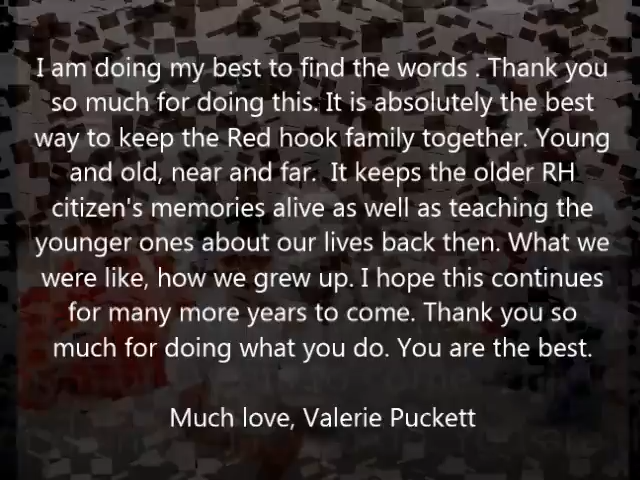 I am doing my best to find the words . Thank you
so much for doing this. It is absolutely the best
way to keep the Red hook family together. Young
and old, near and far.  It keeps the older RH
citizen's memories alive as well as teaching the
younger ones about our lives back then. What we
were like, how we grew up. I hope this continues
for many more years to come. Thank you so
much for doing what you do. You are the best.
Much love, Valerie Puckett